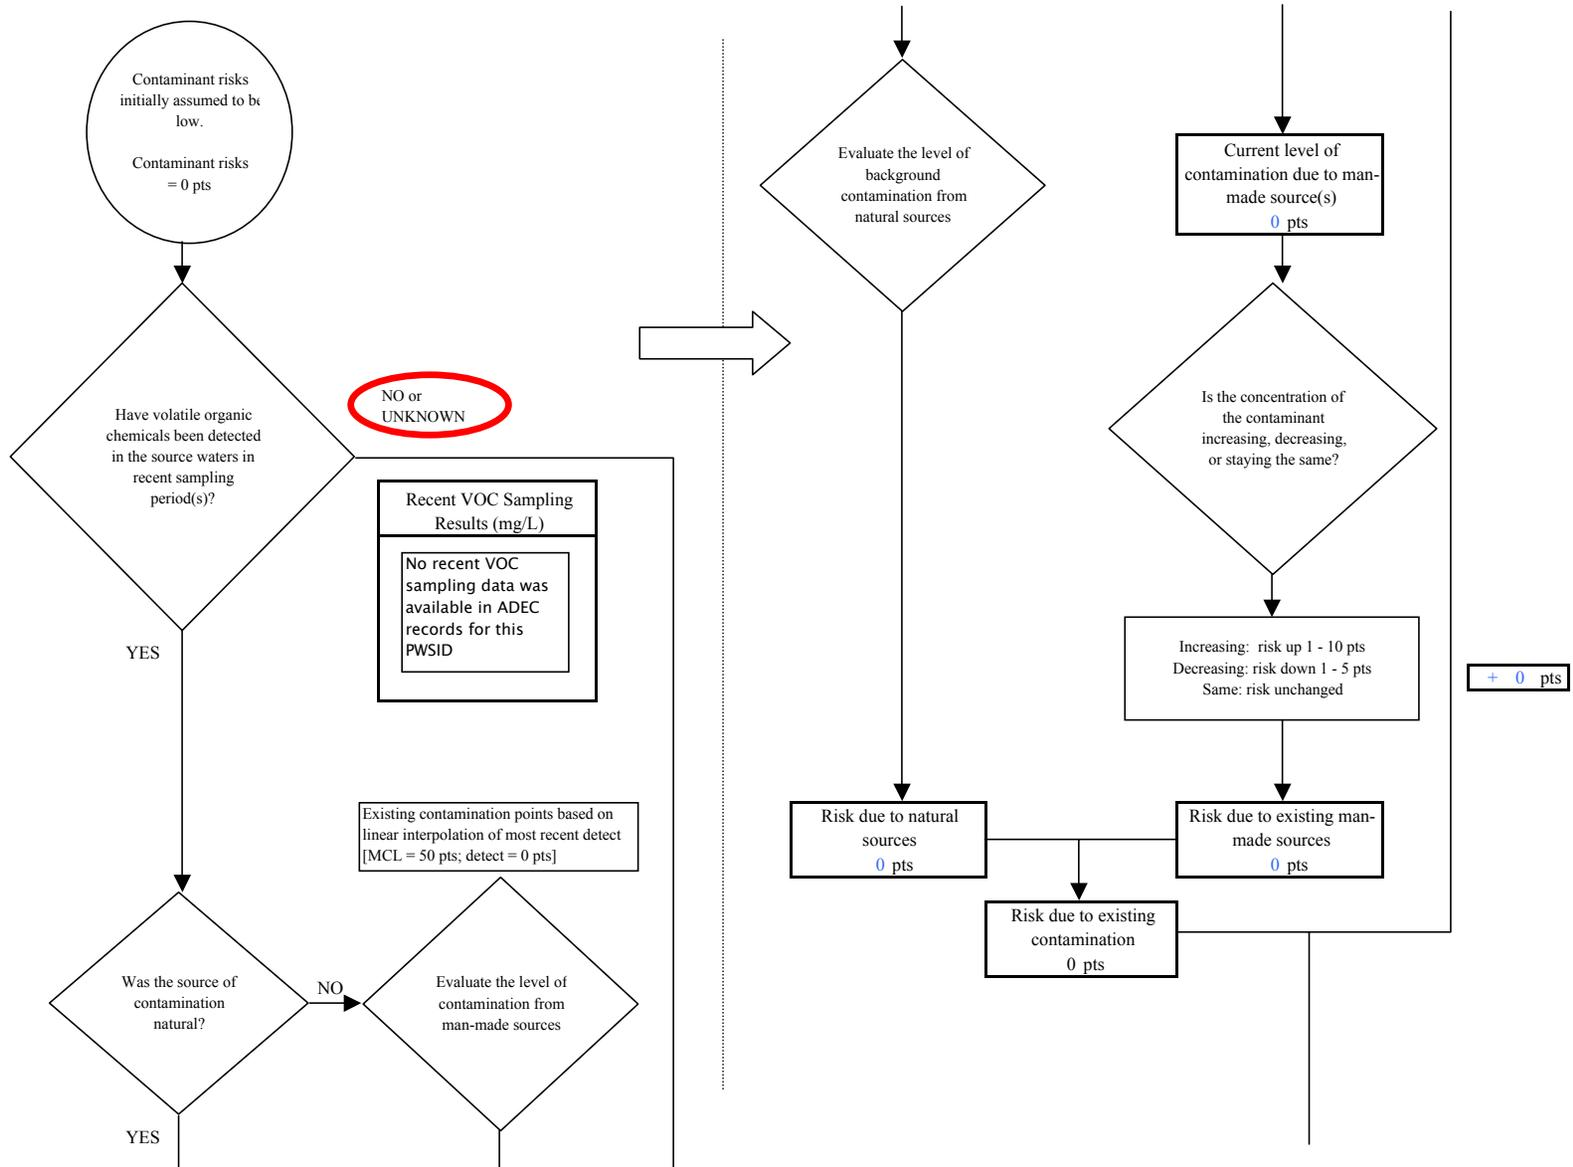 Contaminant risks
initially assumed to be
low.
Contaminant risks
= 0 pts
Have volatile organic
chemicals been detected
in the source waters in
recent sampling
period(s)?
NO or
UNKNOWN
Recent VOC Sampling
Results (mg/L)
No recent VOC
sampling data was
available in ADEC
records for this
PWSID
YES
Existing contamination points based on
linear interpolation of most recent detect
[MCL = 50 pts; detect = 0 pts]
Was the source of
contamination
natural?
NO
Evaluate the level of
contamination from
man-made sources
YES
Evaluate the level of
background
contamination from
natural sources
Current level of
contamination due to man-
made source(s)
0 pts
Is the concentration of
the contaminant
increasing, decreasing,
or staying the same?
Increasing: risk up 1 - 10 pts
Decreasing: risk down 1 - 5 pts
Same: risk unchanged
+ 0 pts
Risk due to natural
sources
0 pts
Risk due to existing man-
made sources
0 pts
Risk due to existing
contamination
0 pts